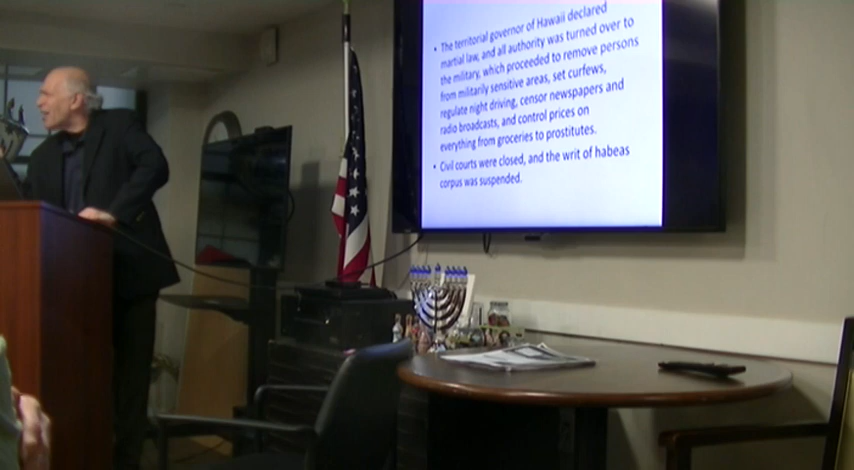 • The territorial governor of Hawaii declared
martial law, and all authority was turned over to
the military, which proceeded to remove persons
from militarily sensitive areas, set curfews,
regulate night driving, censor newspapers and
radio broadcasts, and control prices on
everything from groceries to prostitutes.
• Civil courts were closed, and the writ of habeas
corpus was suspended.